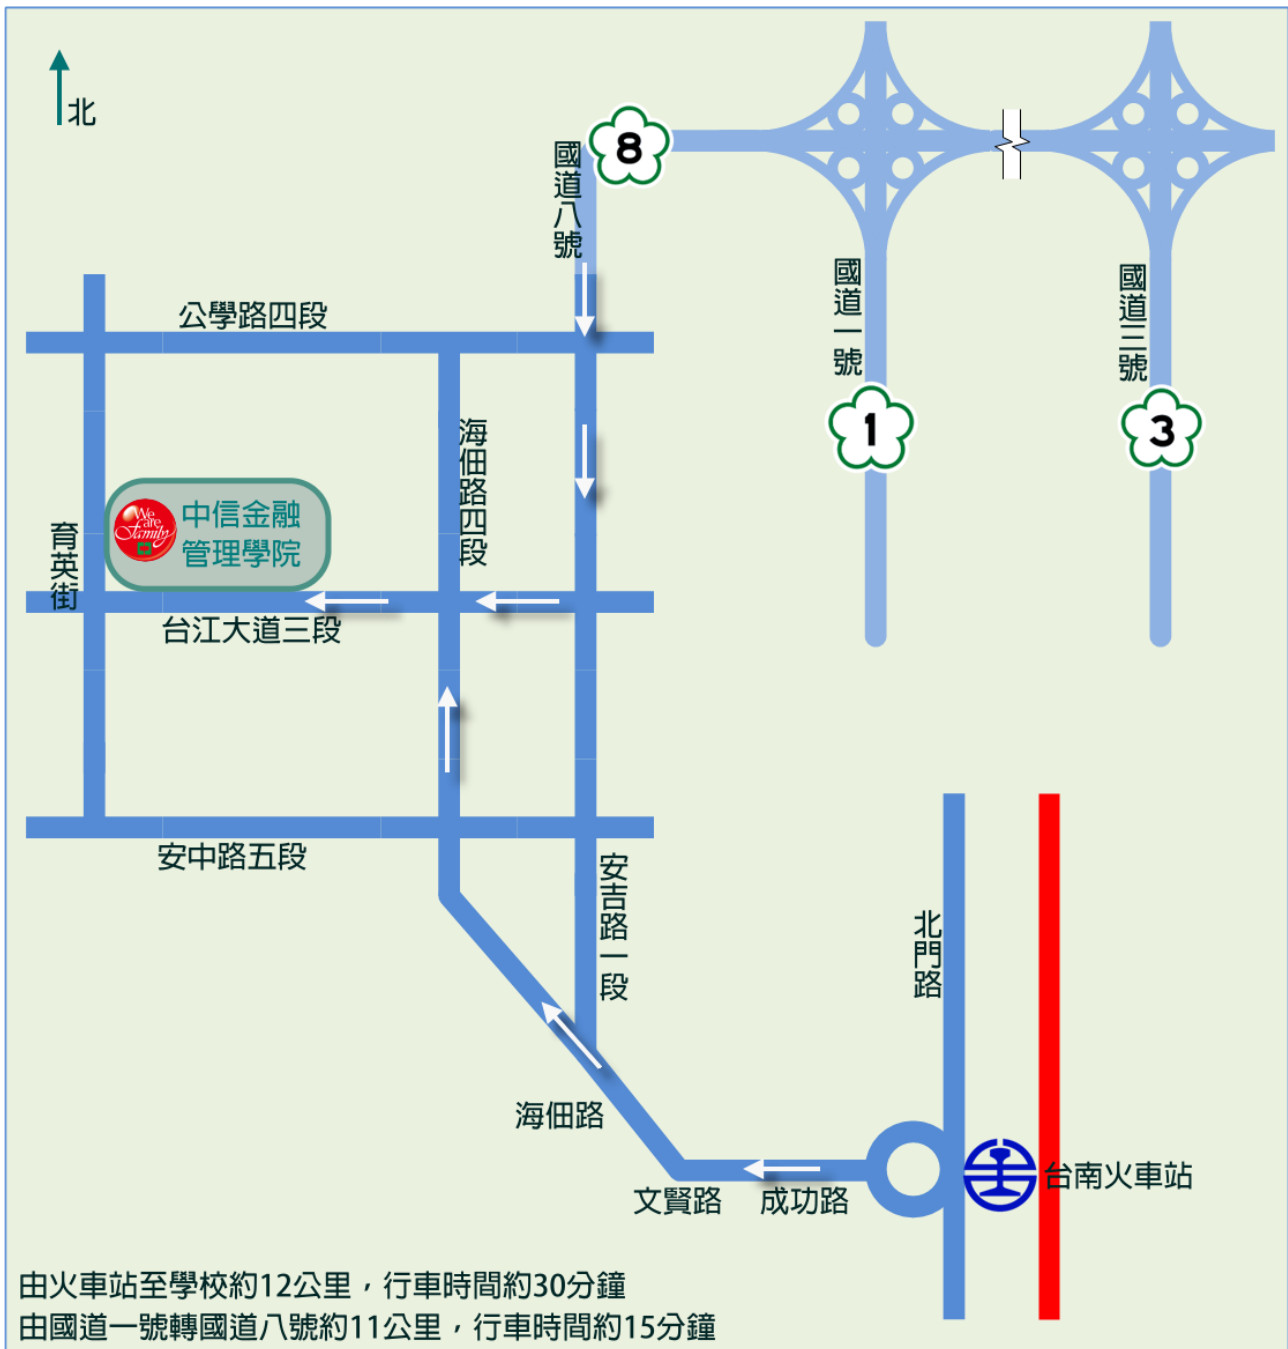 北
8
國道八號
國道一號
國道三號
公學路四段
1
3
海佃路四段
We are Family
中信金融
管理學院
育英街
台江大道三段
安中路五段
安吉路一段
北門路
海佃路
文賢路
成功路
台南火車站
由火車站至學校約12公里，行車時間約30分鐘
由國道一號轉國道八號約11公里，行車時間約15分鐘